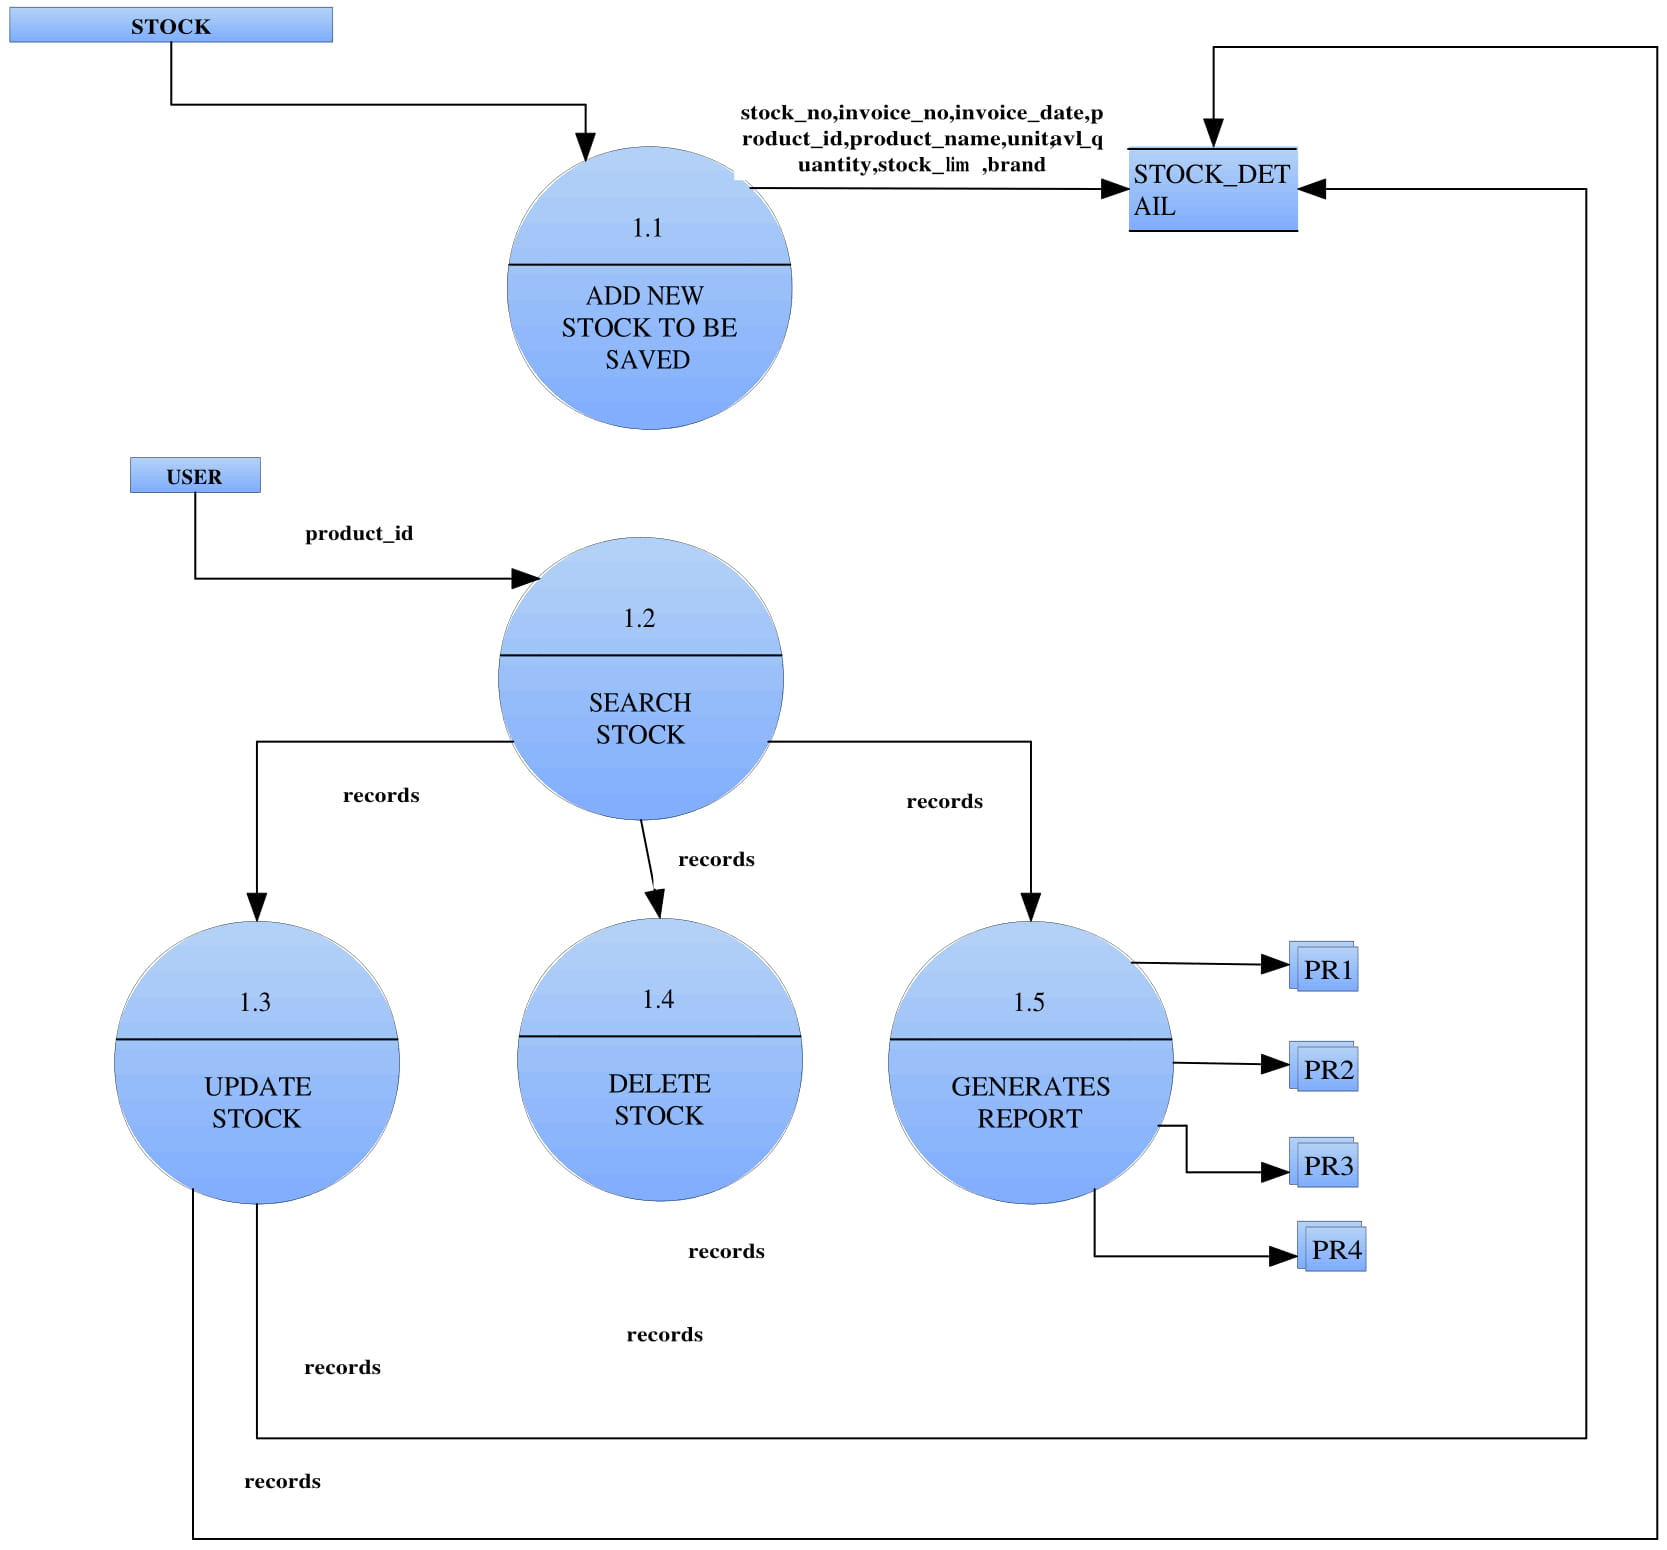 STOCK
stock_no,invoice_no,invoice_date,p
roduct_id,product_name,unit,avl_q
uantity,stock_lim ,brand
STOCK_DET
AIL
1.1
ADD NEW
STOCK TO BE
SAVED
USER
product_id
1.2
SEARCH
STOCK
records
records
records
1.3
UPDATE
STOCK
1.4
DELETE
STOCK
1.5
GENERATES
REPORT
PR1
PR2
PR3
PR4
records
records
records
records